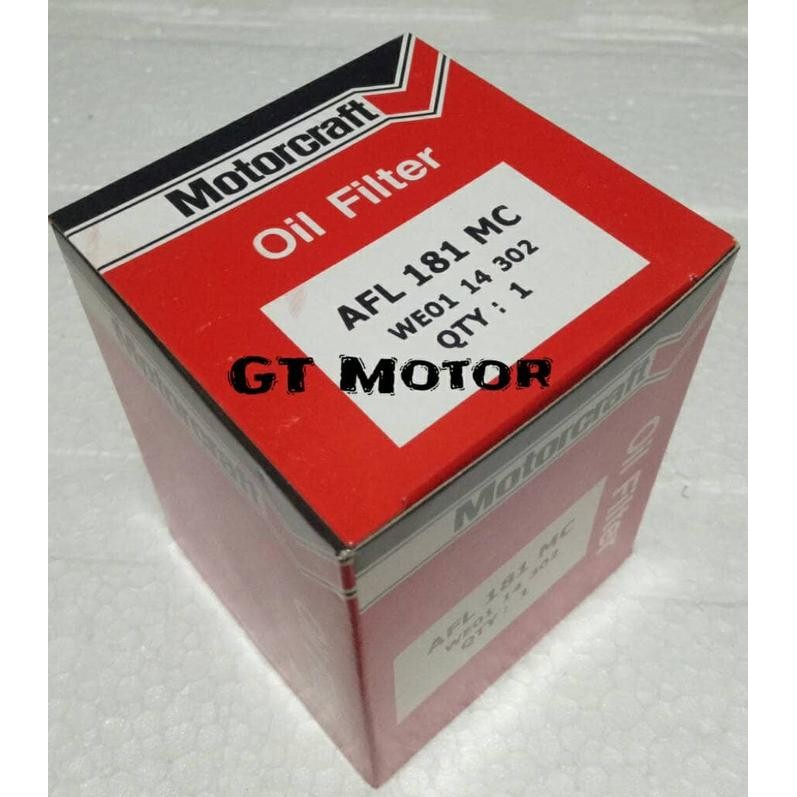 Motorcraft
Oil Filter
AFL 181 MC
WE01 14 302
QTY : 1
GT MOTOR
Motorcraft
Oil Filter
AFL 181 MC
WE01 14 302
QTY : 1
Motorcraft